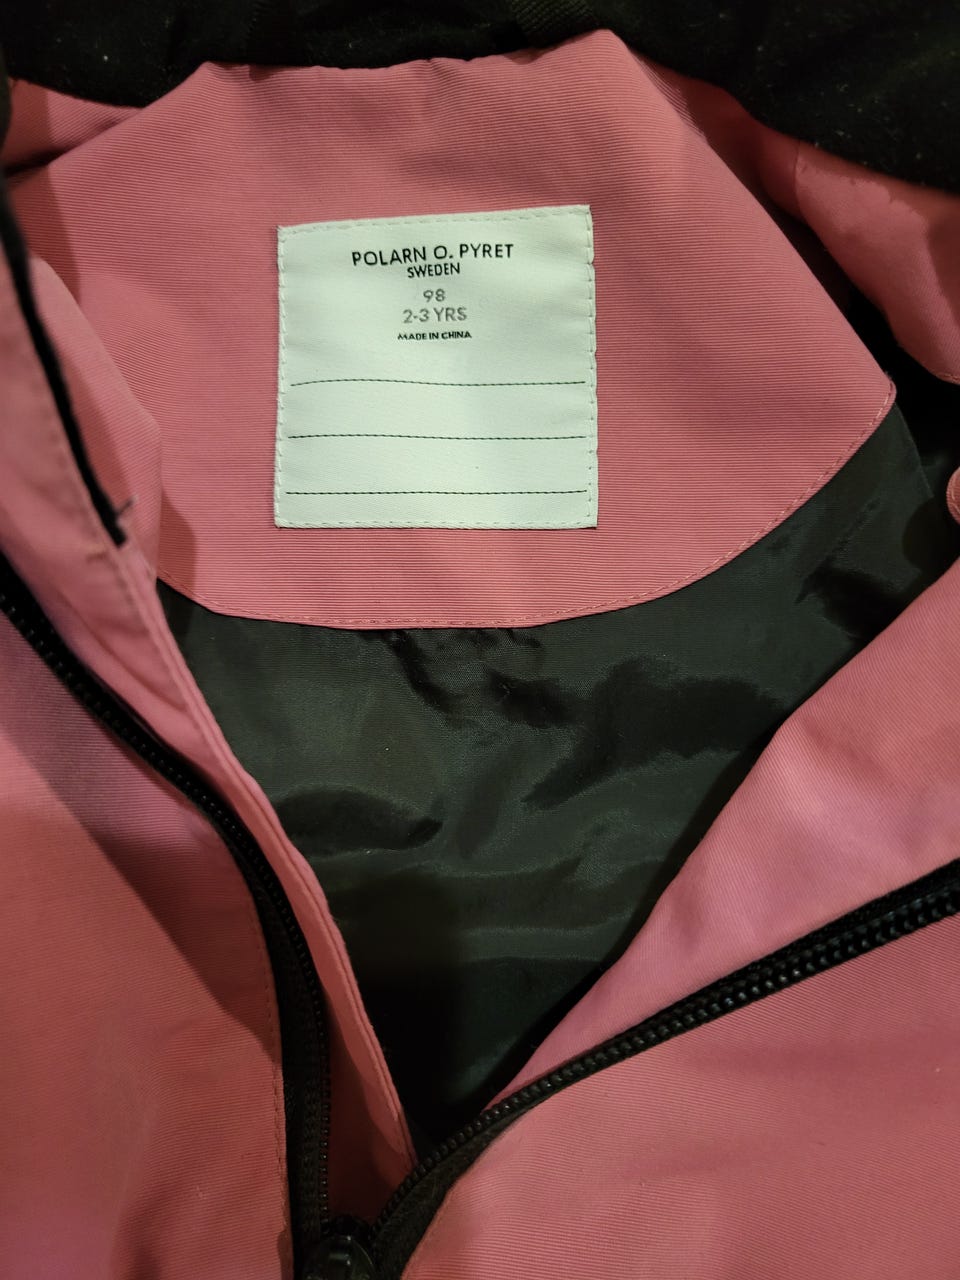 POLARN O. PYRET
SWEDEN
98
2-3 YRS
MADE IN CHINA